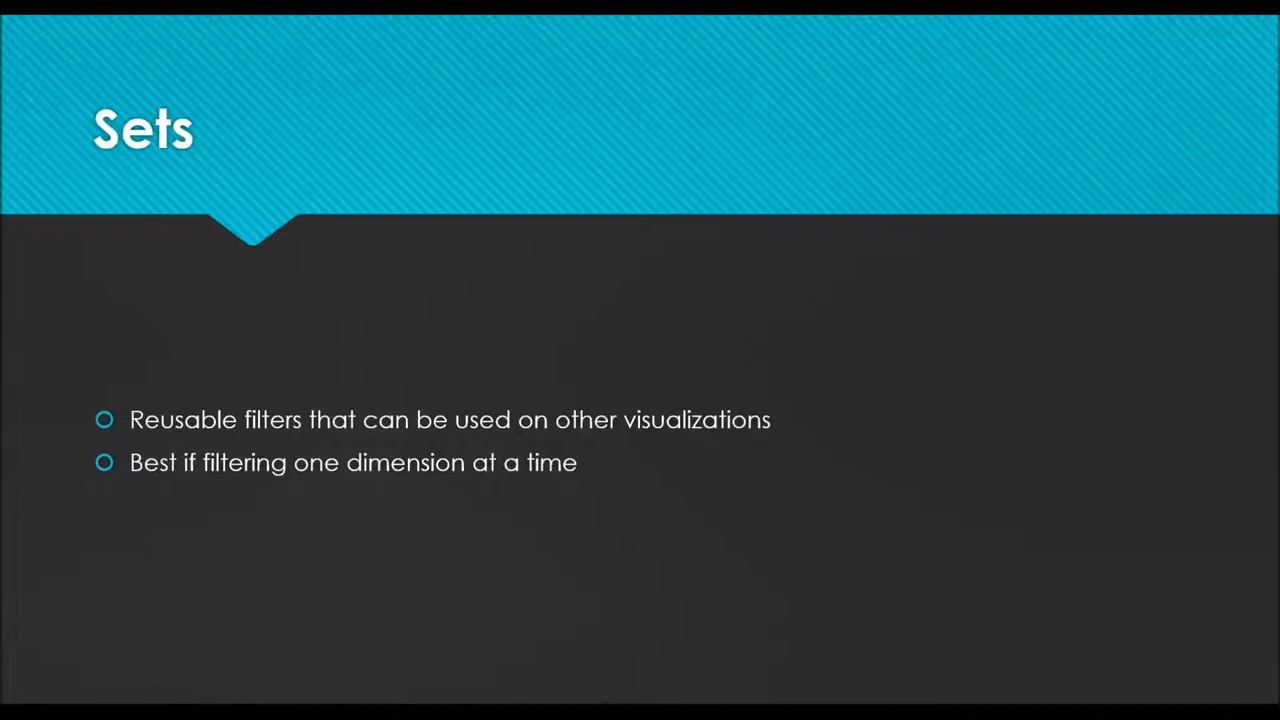 Sets
Reusable filters that can be used on other visualizations
Best if filtering one dimension at a time